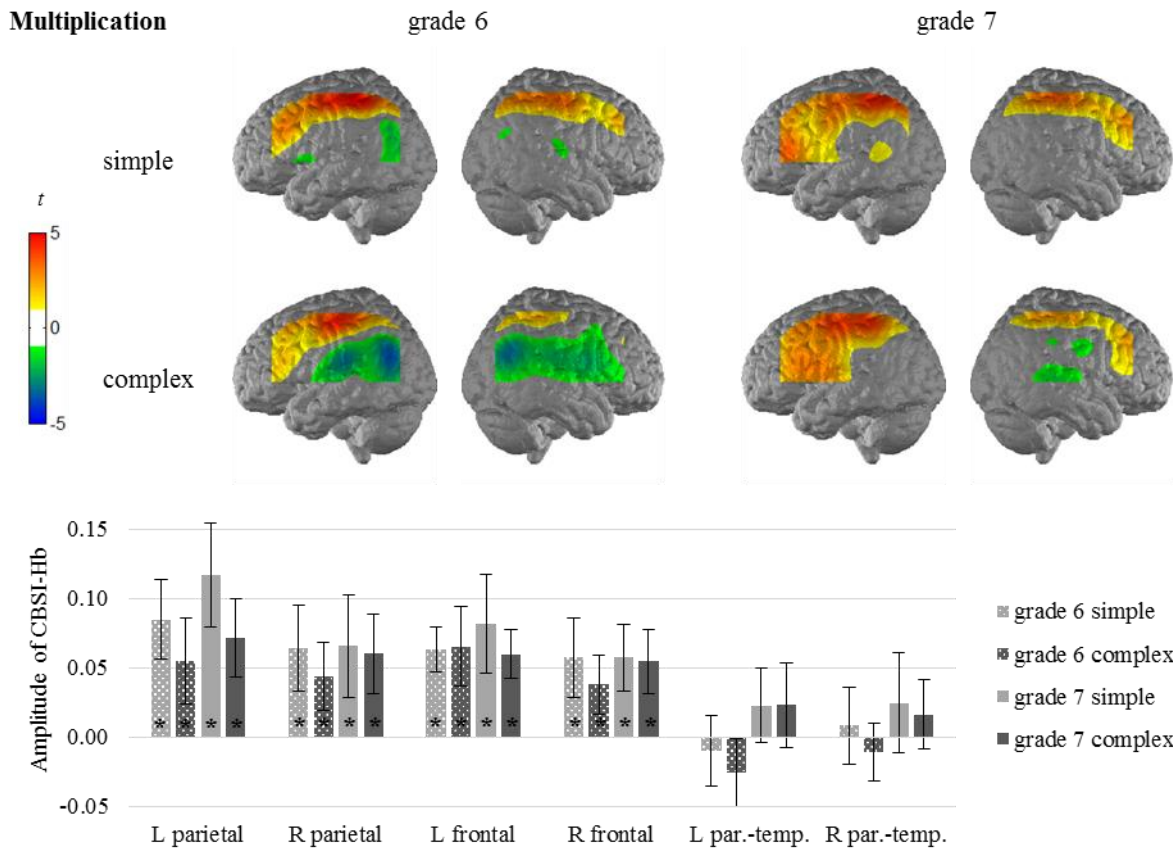 Multiplication grade 6 grade 7
simple
t
5
0
-5
complex
Amplitude of CBSI-Hb
0.15
0.10
0.05
0.00
-0.05
* * * * * * * * * * * * * * * *
L parietal R parietal L frontal R frontal L par.-temp. R par.-temp.
grade 6 simple
grade 6 complex
grade 7 simple
grade 7 complex